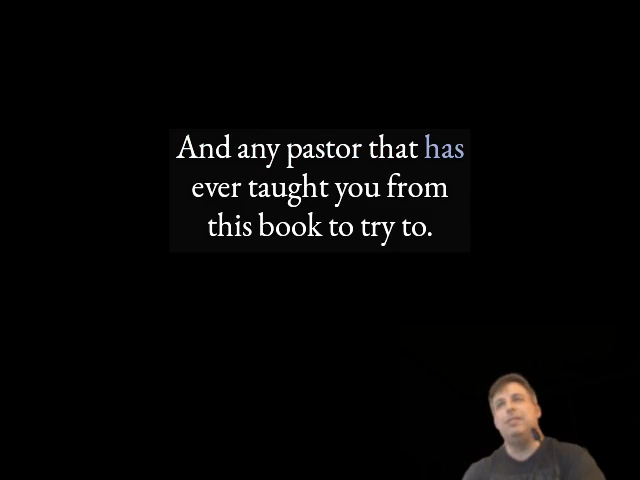 And any pastor that has
ever taught you from
this book to try to.